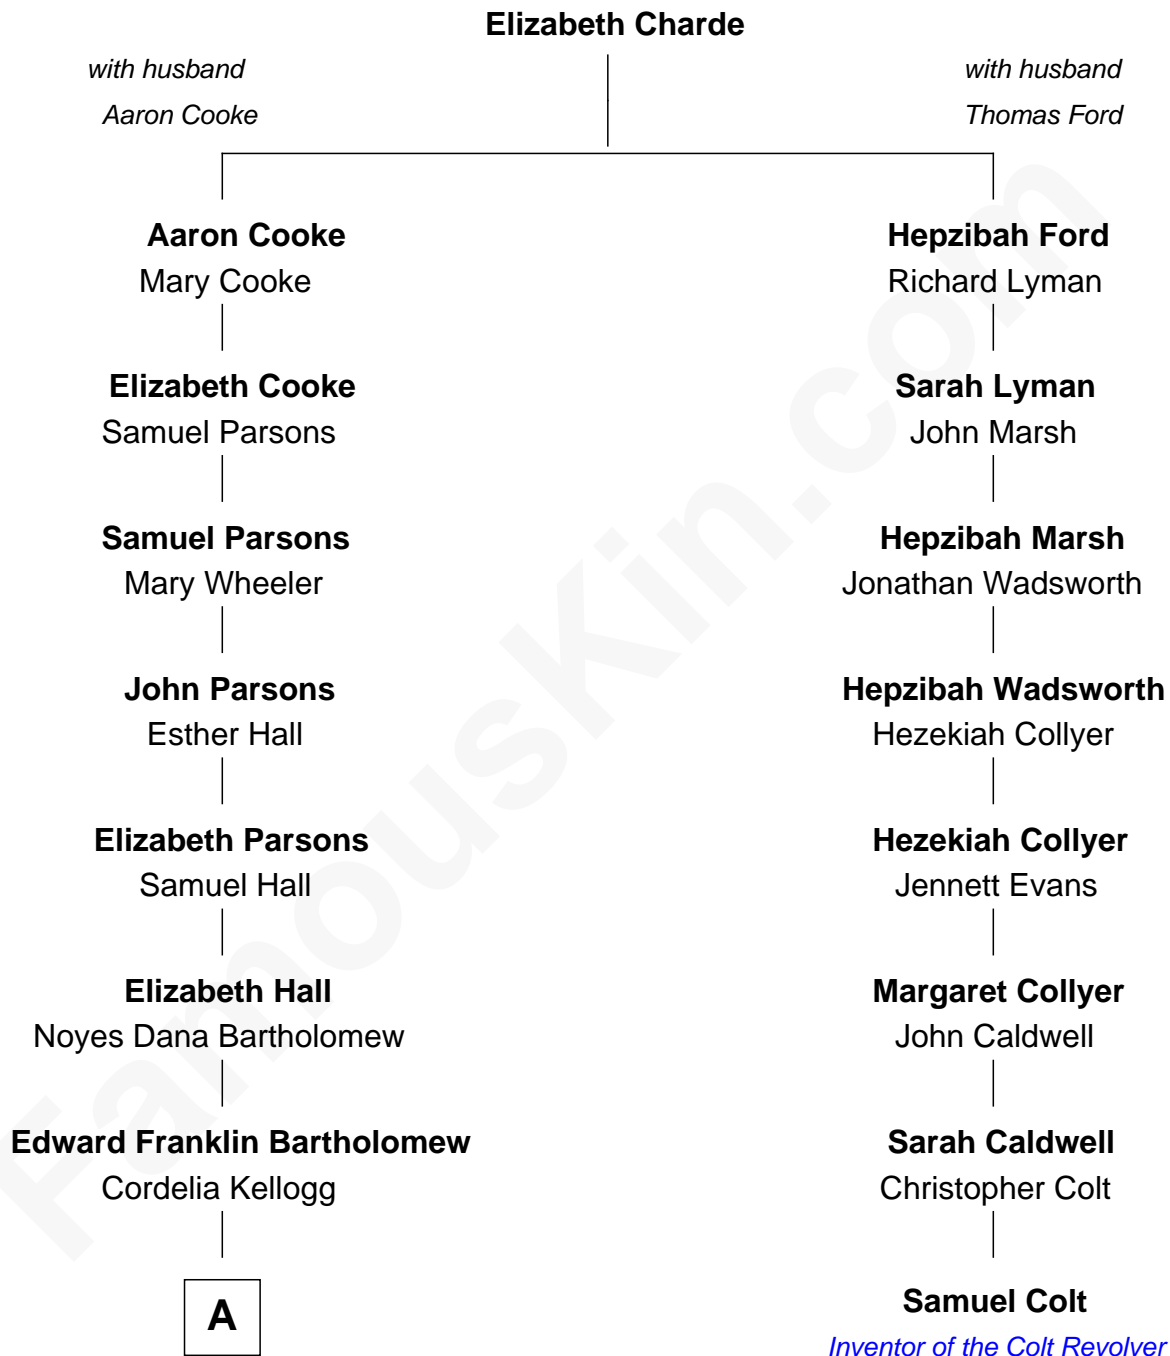 Elizabeth Charde
with husband
Aaron Cooke
with husband
Thomas Ford
Aaron Cooke
Mary Cooke
Hepzibah Ford
Richard Lyman
Elizabeth Cooke
Samuel Parsons
Sarah Lyman
John Marsh
Samuel Parsons
Mary Wheeler
Hepzibah Marsh
Jonathan Wadsworth
John Parsons
Esther Hall
Hepzibah Wadsworth
Hezekiah Collyer
Elizabeth Parsons
Samuel Hall
Hezekiah Collyer
Jennett Evans
Elizabeth Hall
Noyes Dana Bartholomew
Margaret Collyer
John Caldwell
Edward Franklin Bartholomew
Cordelia Kellogg
Sarah Caldwell
Christopher Colt
A
Samuel Colt
Inventor of the Colt Revolver
FamousKin.com